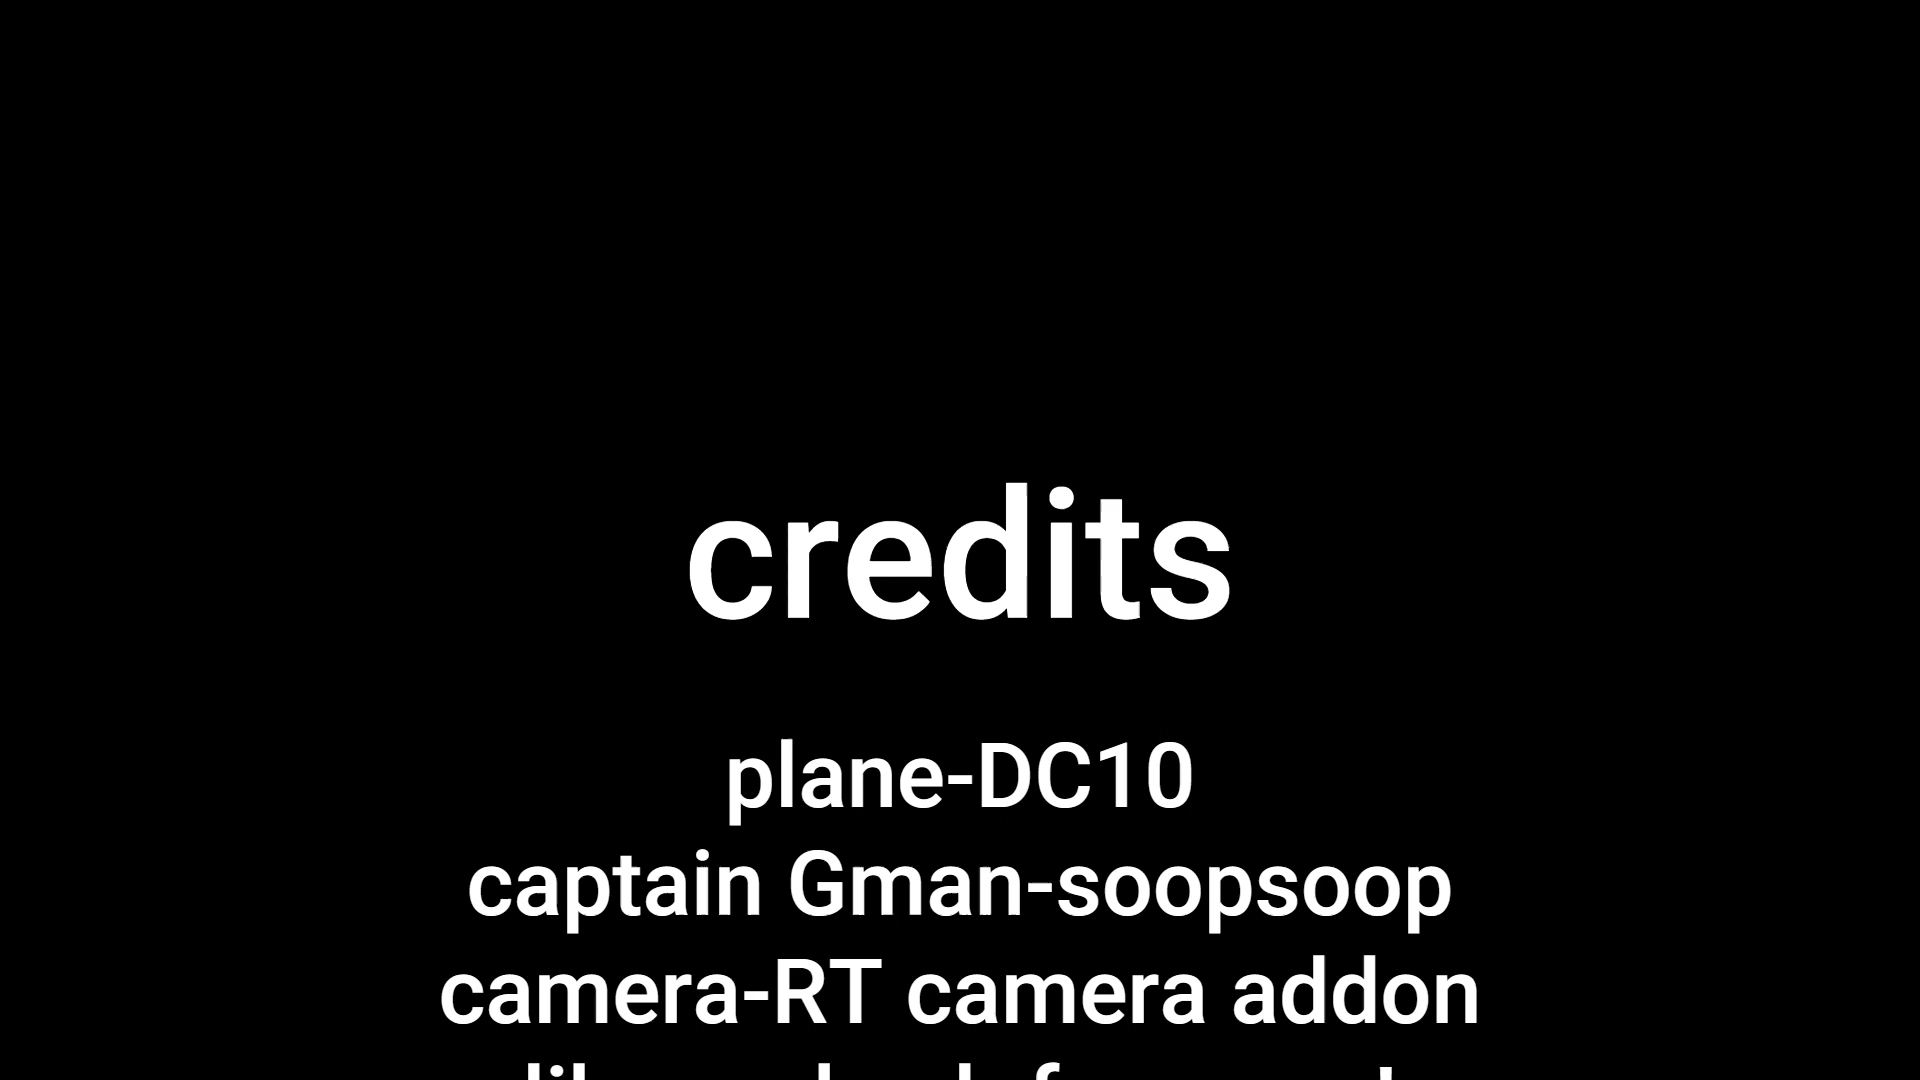 credits
plane-DC10
captain Gman-soopsoop
camera-RT camera addon